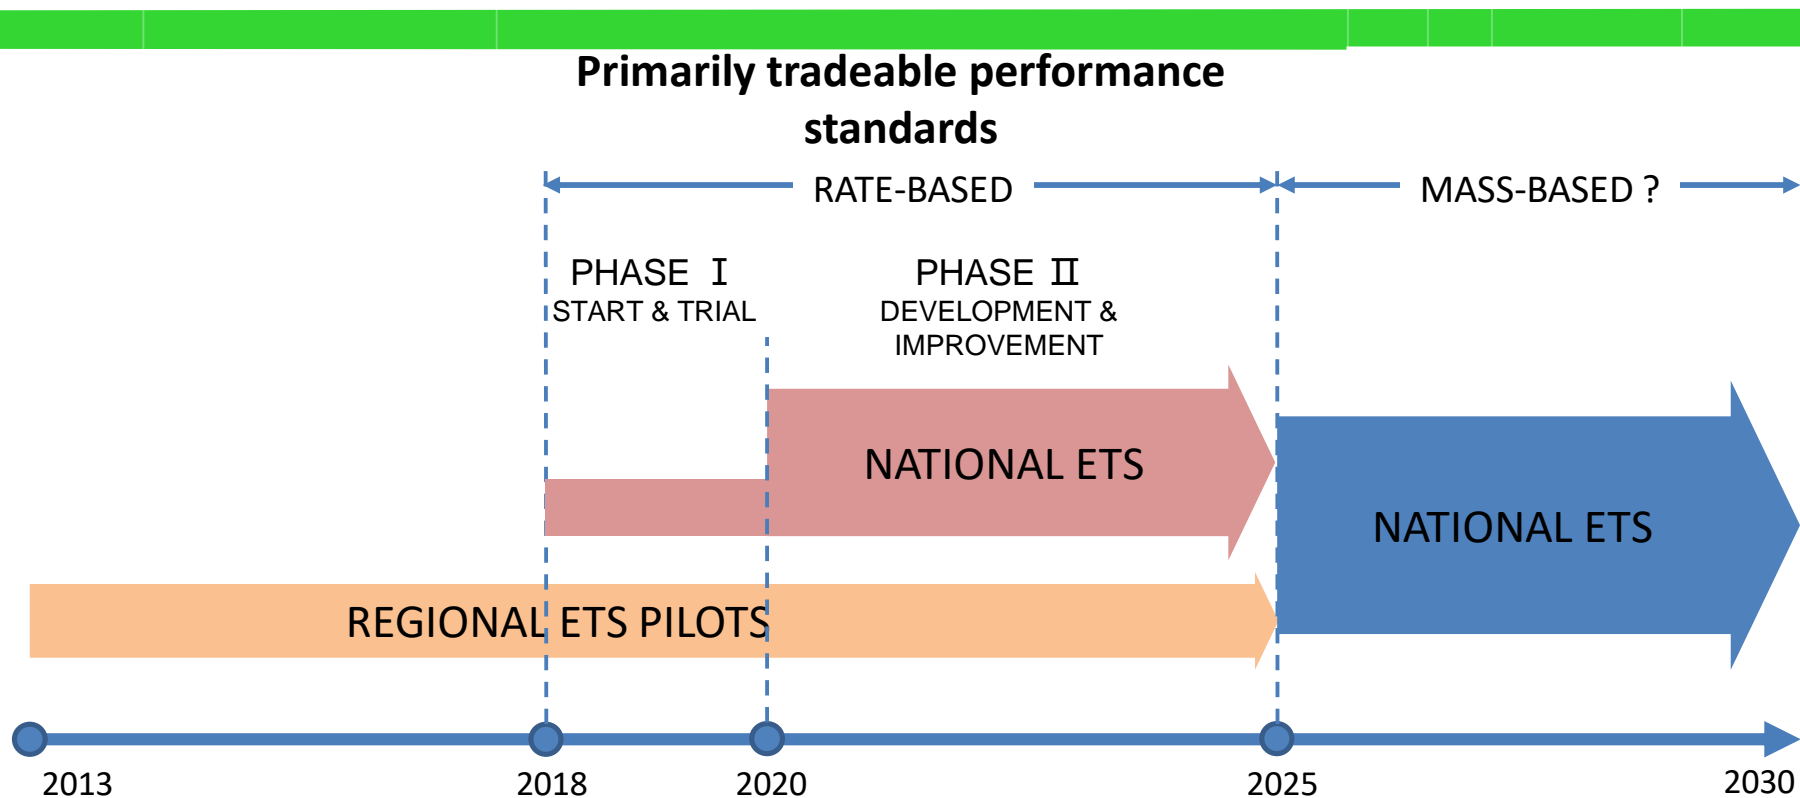 Primarily tradeable performance
standards
RATE-BASED
MASS-BASED ?
PHASE Ⅰ
START & TRIAL
PHASE Ⅱ
DEVELOPMENT &
IMPROVEMENT
NATIONAL ETS
NATIONAL ETS
REGIONAL ETS PILOTS
2013
2018
2020
2025
2030